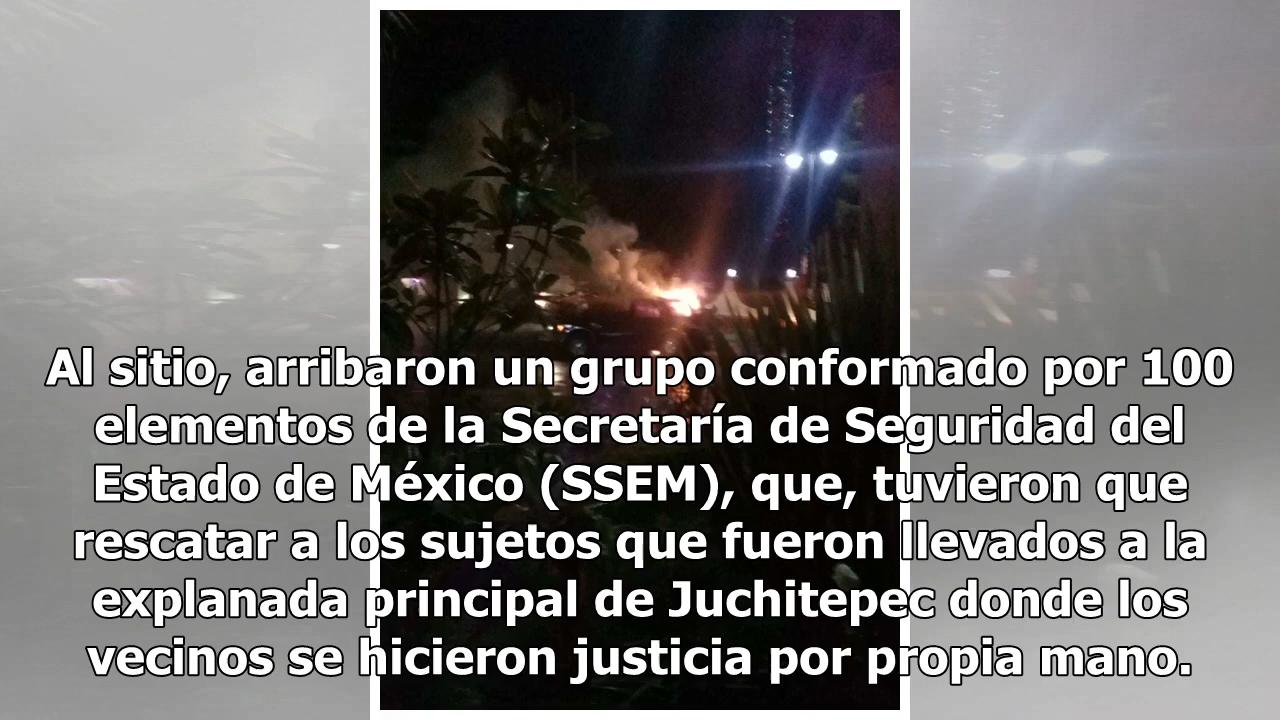 Al sitio, arribaron un grupo conformado por 100
elementos de la Secretaría de Seguridad del
Estado de México (SSEM), que, tuvieron que
rescatar a los sujetos que fueron llevados a la
explanada principal de Juchitepec donde los
vecinos se hicieron justicia por propia mano.